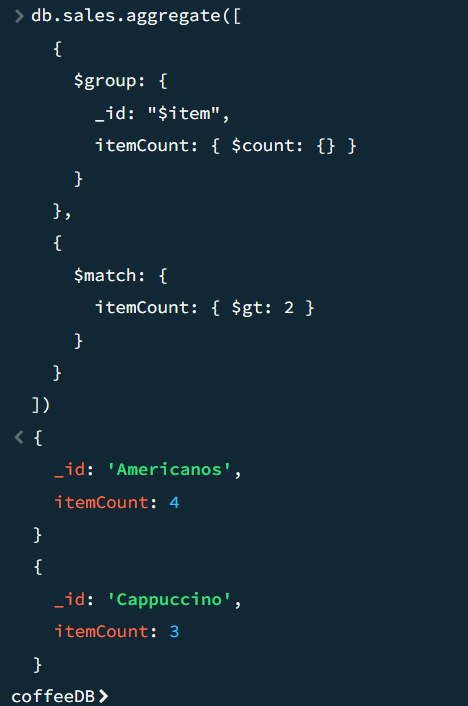 > db.sales.aggregate([
{
$group: {
_id: "$item",
itemCount: { $count: {} }
}
},
{
$match: {
itemCount: { $gt: 2 }
}
}
])
< {
_id: 'Americanos',
itemCount: 4
}
{
_id: 'Cappuccino',
itemCount: 3
}
coffeeDB>